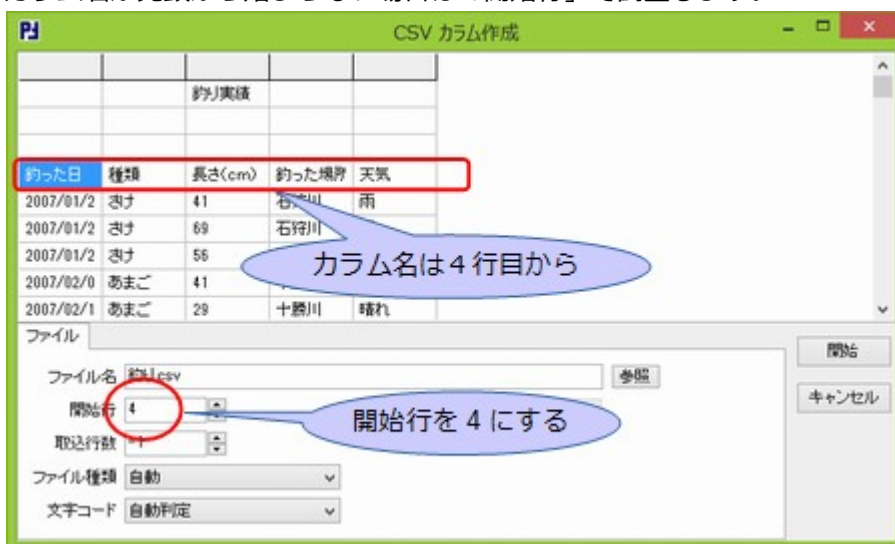 CSV カラム作成
釣り実績
釣った日 種類 長さ(cm) 釣った場所 天気
2007/01/2 さけ 41 雨
2007/01/2 さけ 69 石狩川
2007/01/2 さけ 56
2007/02/0 あまご 41
2007/02/1 あまご 29 十勝川 晴れ
カラム名は４行目から
ファイル
ファイル名 釣り.csv 参照
開始行 4
取込行数 -1
ファイル種類 自動
文字コード 自動判定
開始行を 4 にする
開始
キャンセル